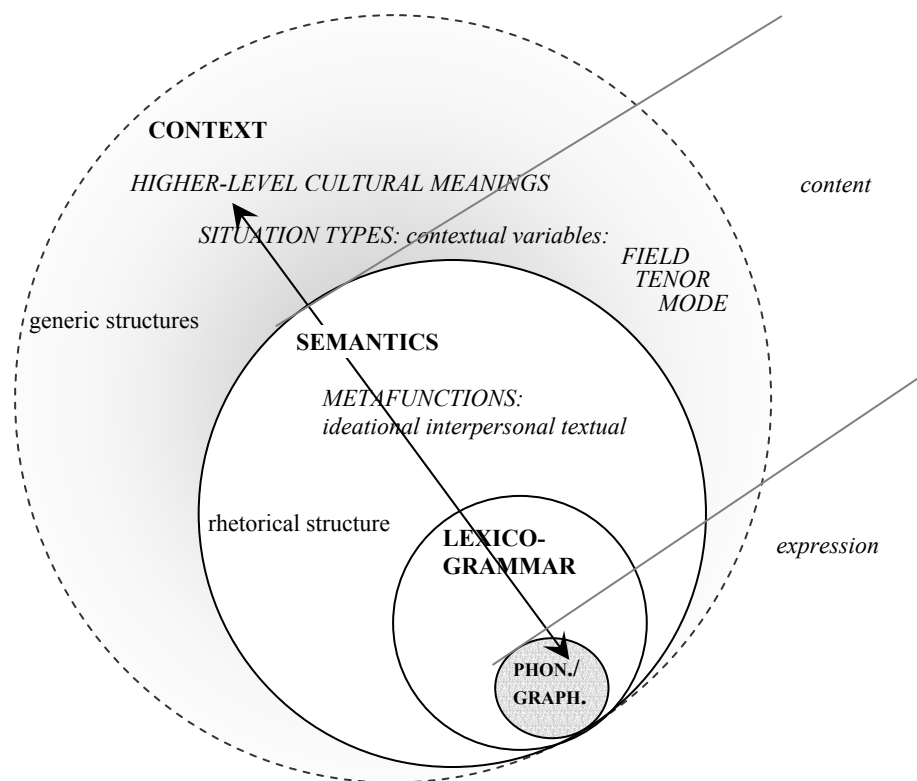 CONTEXT
HIGHER-LEVEL CULTURAL MEANINGS
content
SITUATION TYPES: contextual variables:
FIELD
TENOR
MODE
generic structures
SEMANTICS
METAFUNCTIONS:
ideational interpersonal textual
rhetorical structure
LEXICO-
GRAMMAR
expression
PHON./
GRAPH.